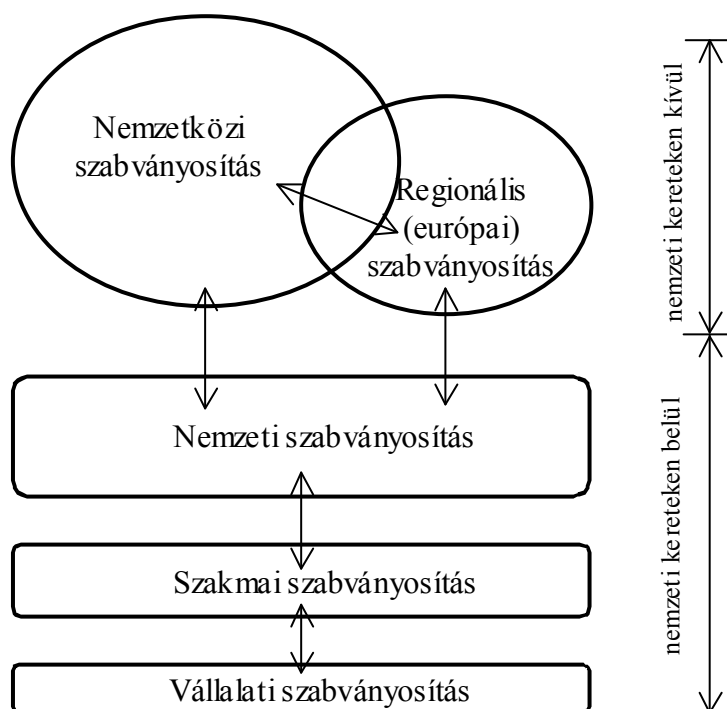 Nemzetközi
szabványosítás
Regionális
(európai)
szabványosítás
Nemzeti szabványosítás
Szakmai szabványosítás
Vállalati szabványosítás
nemzeti kereteken kívül
nemzeti kereteken belül